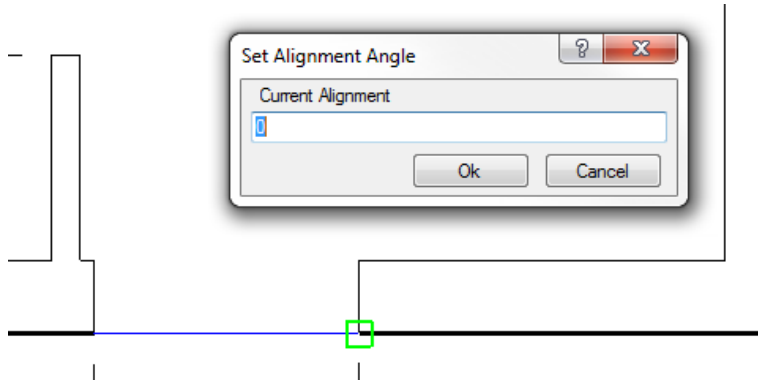 Set Alignment Angle
Current Alignment
0
Ok
Cancel